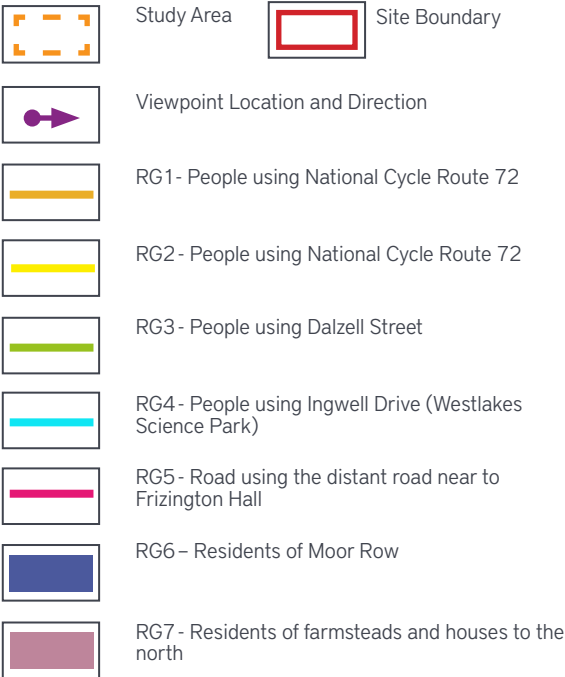 Study Area
Site Boundary
Viewpoint Location and Direction
RG1- People using National Cycle Route 72
RG2- People using National Cycle Route 72
RG3- People using Dalzell Street
RG4- People using Ingwell Drive (Westlakes
Science Park)
RG5- Road using the distant road near to
Frizington Hall
RG6 – Residents of Moor Row
RG7- Residents of farmsteads and houses to the
north